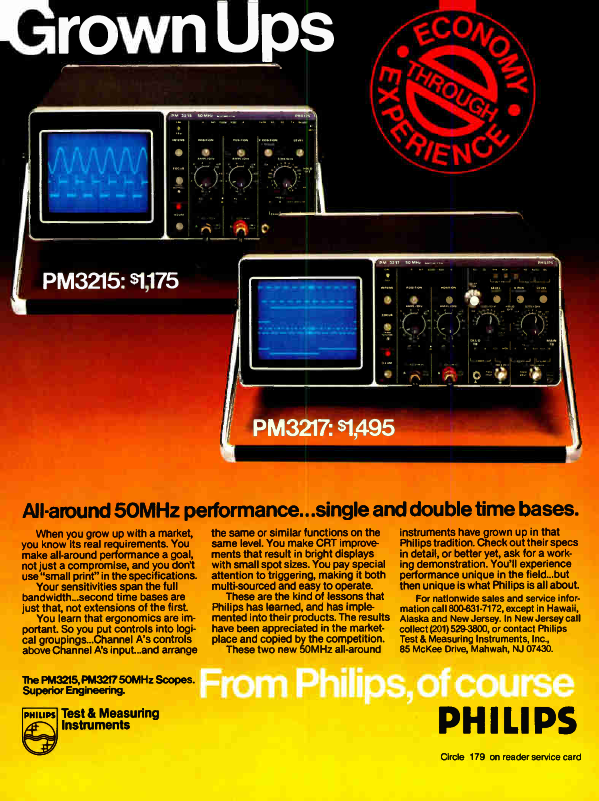 Grown Ups
ECONOMY
THROUGH
EXPERIENCE
PM 3215 50 MHz
PHILIPS
PM3215: $1,175
PM 3217 50 MHz
PHILIPS
PM3217: $1,495
All-around 50MHz performance...single and double time bases.
When you grow up with a market,
you know its real requirements. You
make all-around performance a goal,
not just a compromise, and you don't
use "small print" in the specifications.
Your sensitivities span the full
bandwidth...second time bases are
just that, not extensions of the first.
You learn that ergonomics are im-
portant. So you put controls into logi-
cal groupings...Channel A's controls
above Channel A's input...and arrange
the same or similar functions on the
same level. You make CRT improve-
ments that result in bright displays
with small spot sizes. You pay special
attention to triggering, making it both
multi-sourced and easy to operate.
These are the kind of lessons that
Philips has learned, and has imple-
mented into their products. The results
have been appreciated in the market-
place and copied by the competition.
These two new 50MHz all-around
instruments have grown up in that
Philips tradition. Check out their specs
in detail, or better yet, ask for a work-
ing demonstration. You'll experience
performance unique in the field...but
then unique is what Philips is all about.
For nationwide sales and service infor-
mation call 800-631-7172, except in Hawaii,
Alaska and New Jersey. In New Jersey call
collect (201) 529-3800, or contact Philips
Test & Measuring Instruments, Inc.,
85 McKee Drive, Mahwah, NJ 07430.
The PM3215, PM3217 50MHz Scopes.
Superior Engineering.
From Philips, of course
PHILIPS
Test & Measuring
Instruments
PHILIPS
Circle 179 on reader service card